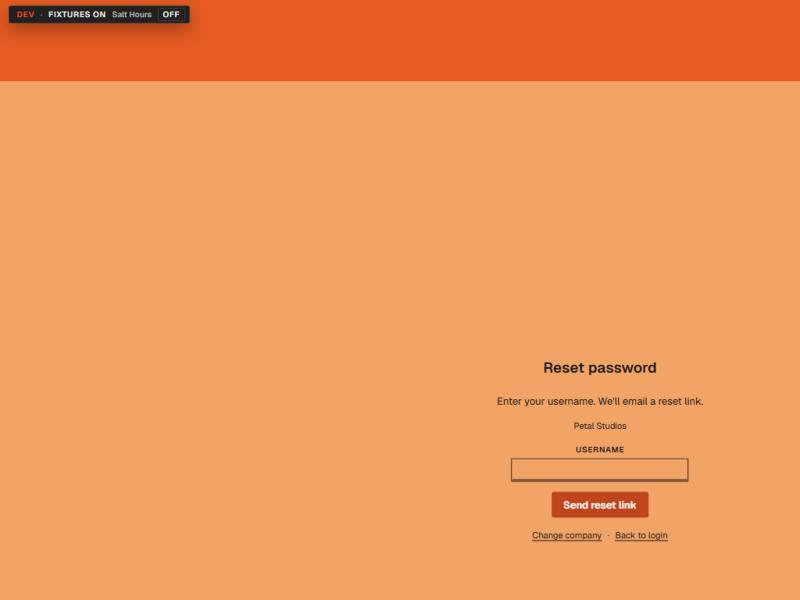 DEV · FIXTURES ON Salt Hours OFF
Reset password
Enter your username. We'll email a reset link.
Petal Studios
USERNAME
Send reset link
Change company · Back to login